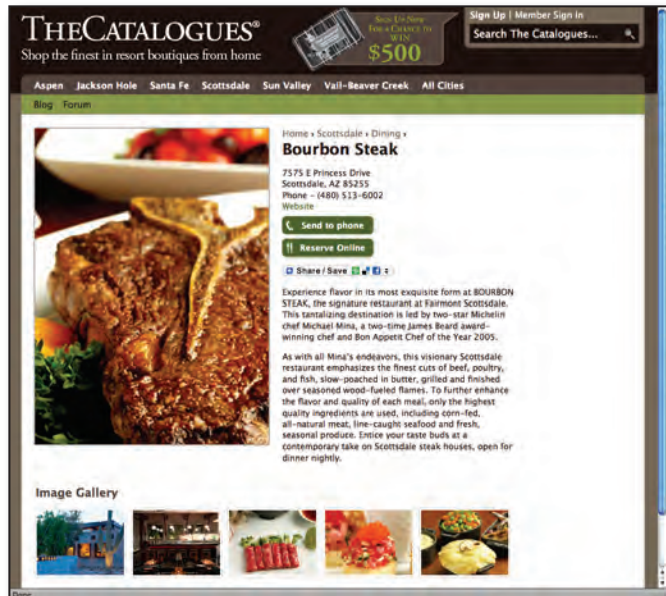 THECATALOGUES®
Shop the finest in resort boutiques from home
SIGN UP NOW
FOR A CHANCE TO
WIN
$500
Sign Up | Member Sign In
Search The Catalogues...
Aspen Jackson Hole Santa Fe Scottsdale Sun Valley Vail-Beaver Creek All Cities
Blog Forum
Home › Scottsdale › Dining ›
Bourbon Steak
7575 E Princess Drive
Scottsdale, AZ 85255
Phone - (480) 513-6002
Website
Send to phone
Reserve Online
Share / Save
Experience flavor in its most exquisite form at BOURBON
STEAK, the signature restaurant at Fairmont Scottsdale.
This tantalizing destination is led by two-star Michelin
chef Michael Mina, a two-time James Beard award-
winning chef and Bon Appetit Chef of the Year 2005.
As with all Mina's endeavors, this visionary Scottsdale
restaurant emphasizes the finest cuts of beef, poultry,
and fish, slow-poached in butter, grilled and finished
over seasoned wood-fueled flames. To further enhance
the flavor and quality of each meal, only the highest
quality ingredients are used, including corn-fed,
all-natural meat, line-caught seafood and fresh,
seasonal produce. Entice your taste buds at a
contemporary take on Scottsdale steak houses, open for
dinner nightly.
Image Gallery
Done